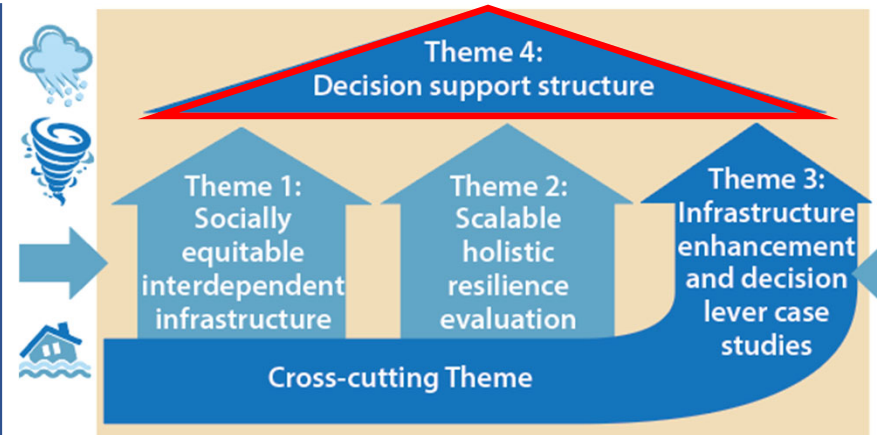 Theme 4:
Decision support structure
Theme 1:
Socially
equitable
interdependent
infrastructure
Theme 2:
Scalable
holistic
resilience
evaluation
Theme 3:
Infrastructure
enhancement
and decision
lever case
studies
Cross-cutting Theme